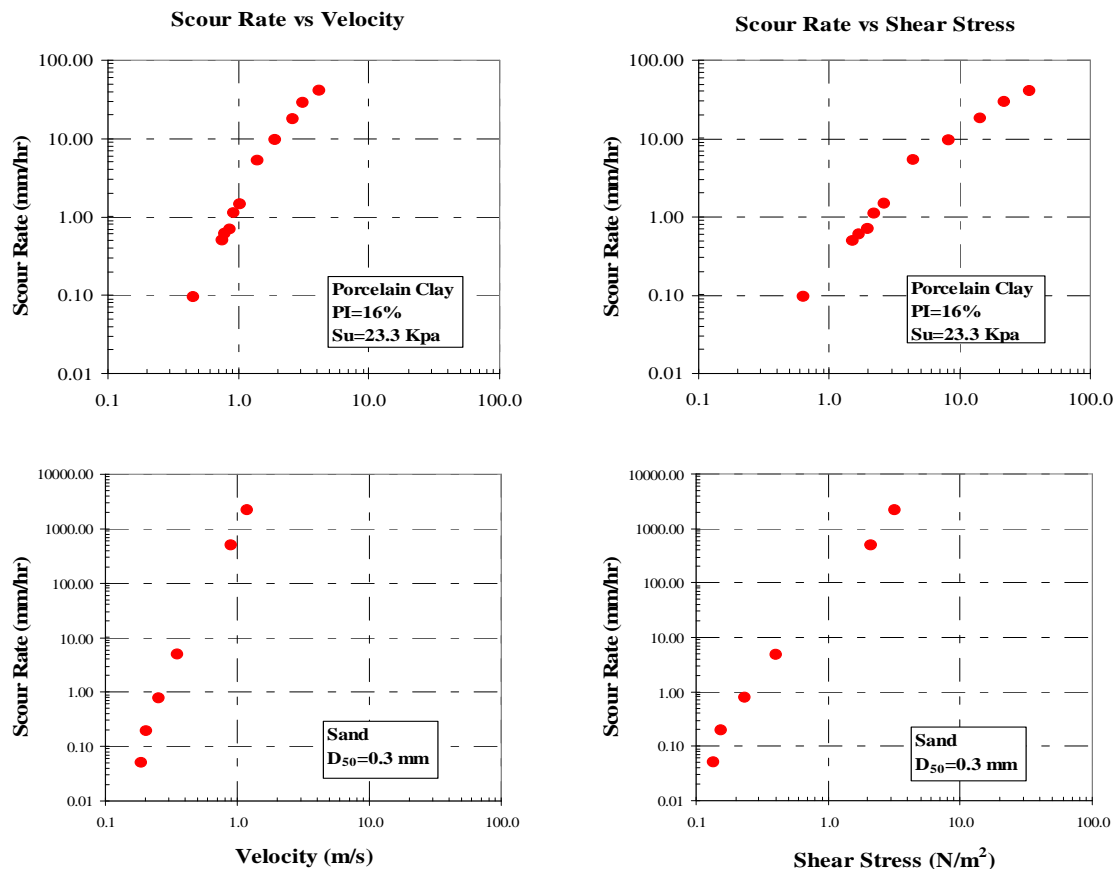 Scour Rate vs Velocity
Scour Rate (mm/hr)
100.00
10.00
1.00
0.10
0.01
0.1
1.0
10.0
100.0
Porcelain Clay
PI=16%
Su=23.3 Kpa
Scour Rate vs Shear Stress
Scour Rate (mm/hr)
100.00
10.00
1.00
0.10
0.01
0.1
1.0
10.0
100.0
Porcelain Clay
PI=16%
Su=23.3 Kpa
Scour Rate (mm/hr)
10000.00
1000.00
100.00
10.00
1.00
0.10
0.01
0.1
1.0
10.0
100.0
Sand
D₅₀=0.3 mm
Velocity (m/s)
Scour Rate (mm/hr)
10000.00
1000.00
100.00
10.00
1.00
0.10
0.01
0.1
1.0
10.0
100.0
Sand
D₅₀=0.3 mm
Shear Stress (N/m²)